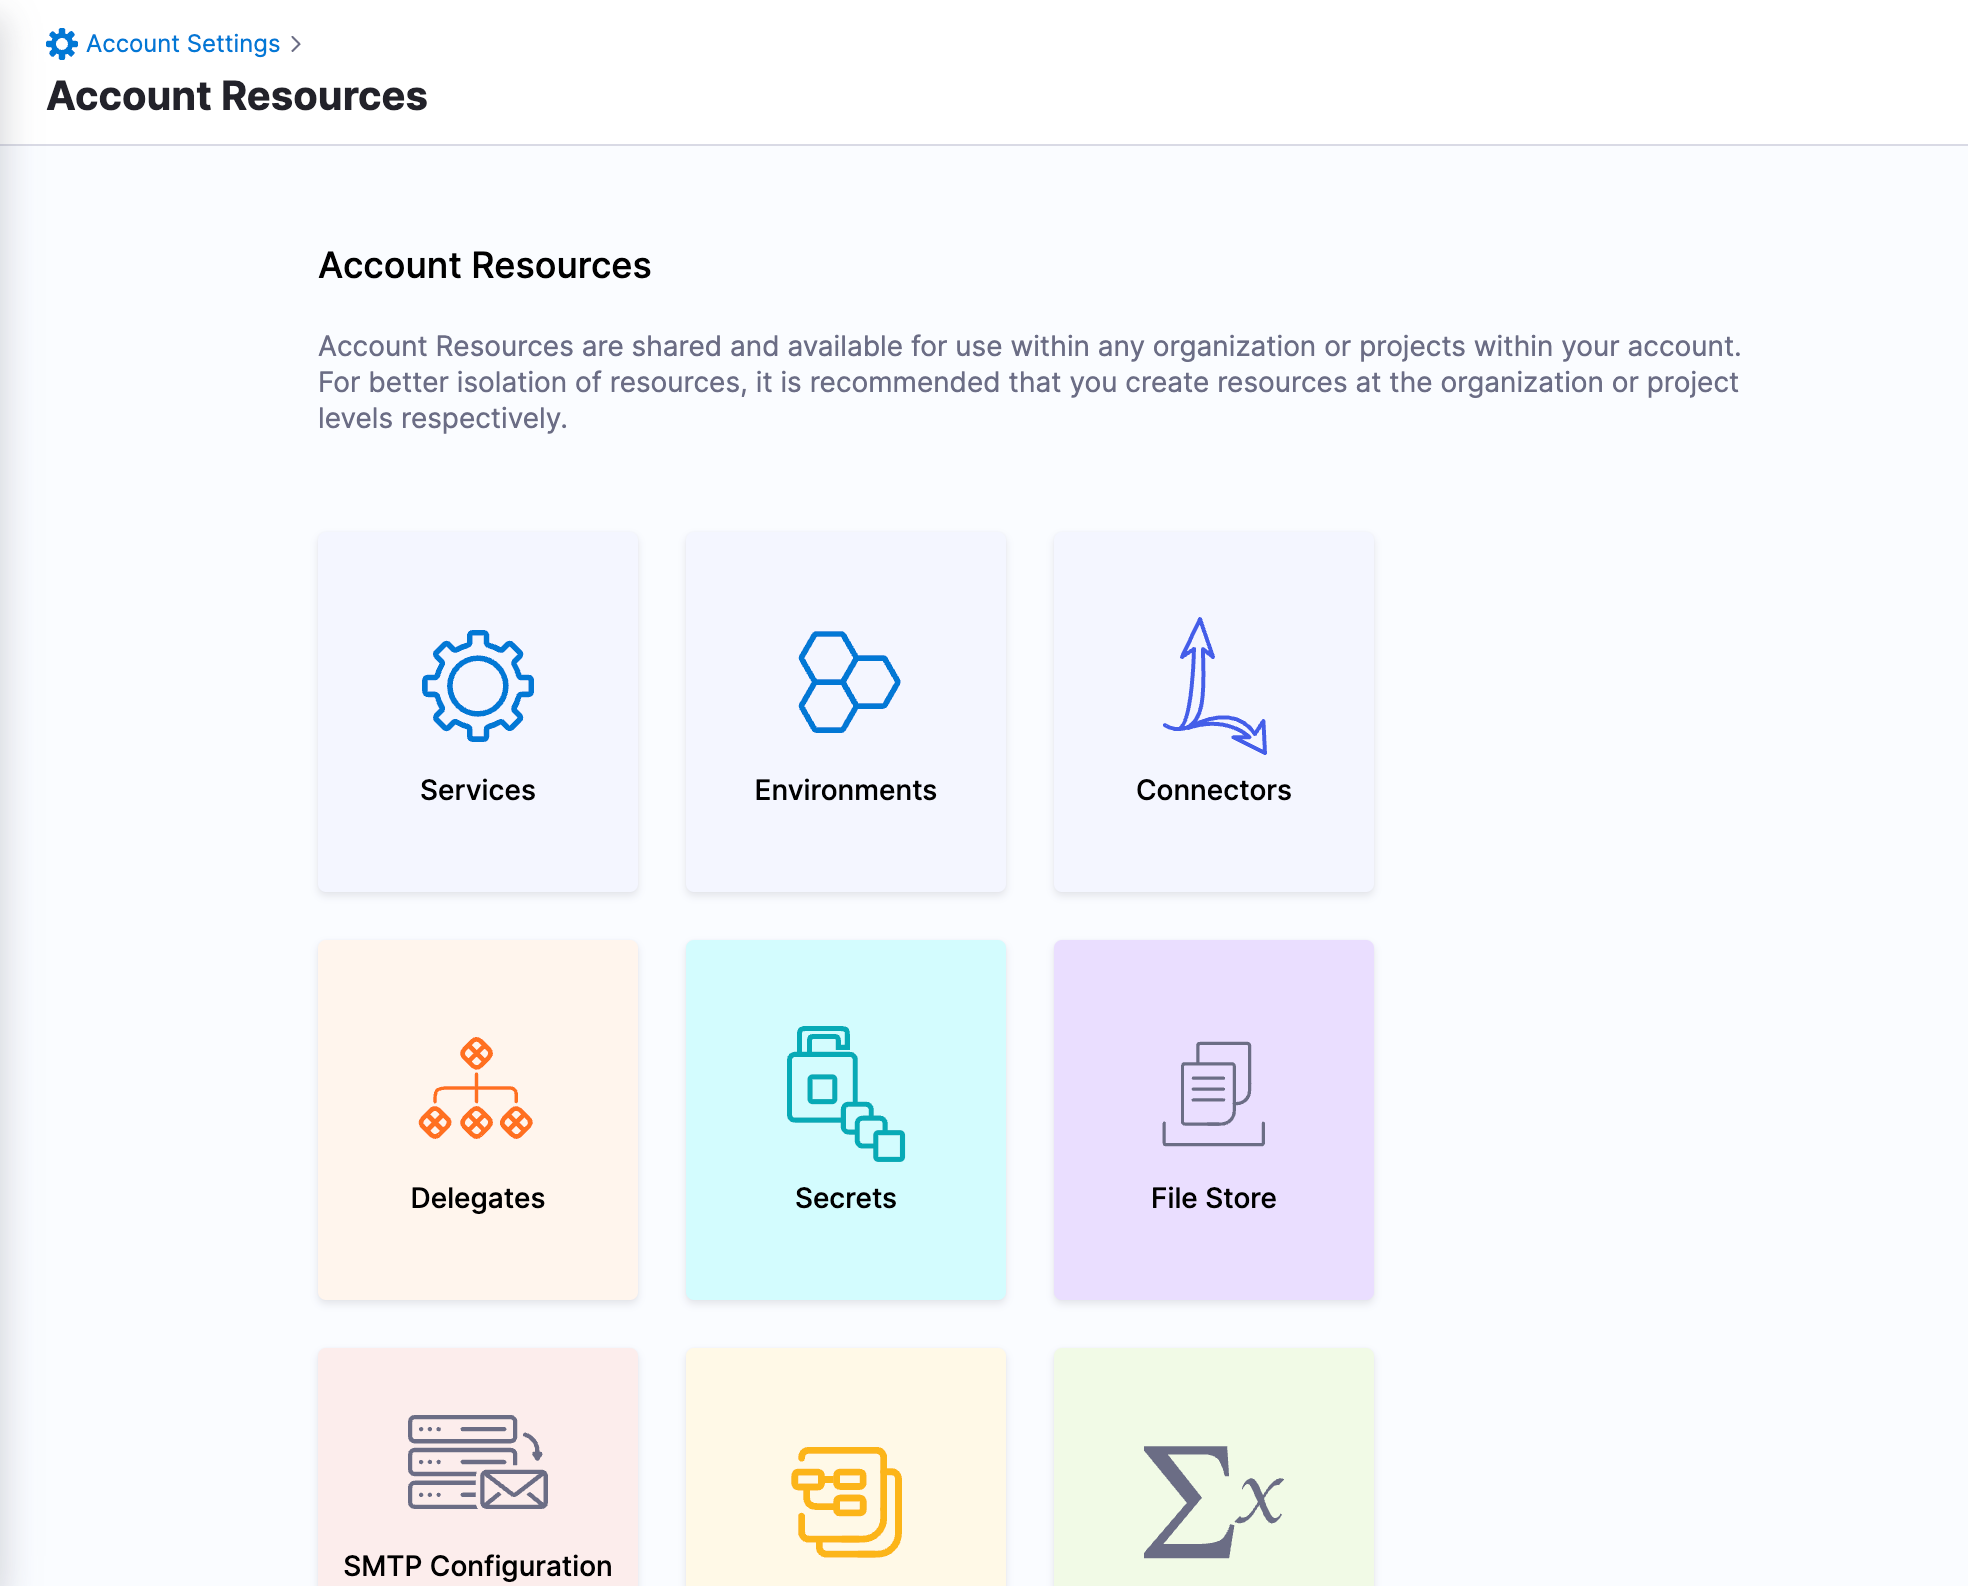 Account Settings >
Account Resources
Account Resources
Account Resources are shared and available for use within any organization or projects within your account.
For better isolation of resources, it is recommended that you create resources at the organization or project
levels respectively.
Services
Environments
Connectors
Delegates
Secrets
File Store
Σx
SMTP Configuration